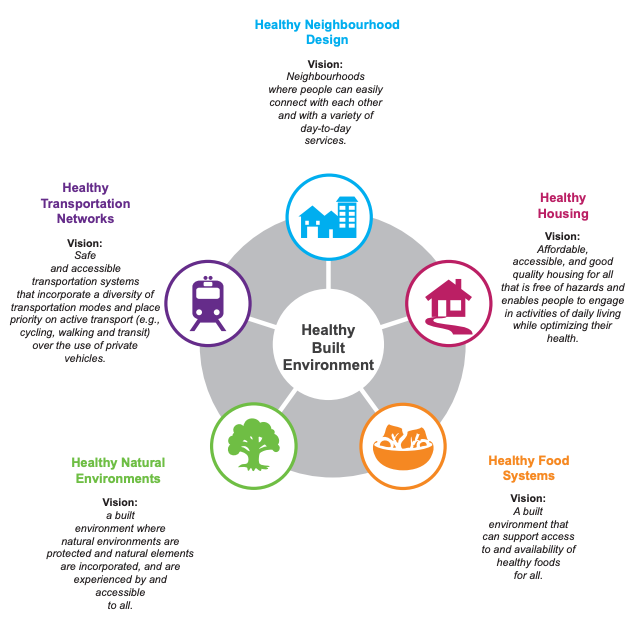 Healthy Neighbourhood
Design
Vision:
Neighbourhoods
where people can easily
connect with each other
and with a variety of
day-to-day
services.
Healthy
Transportation
Networks
Vision:
Safe
and accessible
transportation systems
that incorporate a diversity of
transportation modes and place
priority on active transport (e.g.,
cycling, walking and transit)
over the use of private
vehicles.
Healthy
Housing
Vision:
Affordable,
accessible, and good
quality housing for all
that is free of hazards and
enables people to engage
in activities of daily living
while optimizing their
health.
Healthy
Built
Environment
Healthy Natural
Environments
Vision:
a built
environment where
natural environments are
protected and natural elements
are incorporated, and are
experienced by and
accessible
to all.
Healthy Food
Systems
Vision:
A built
environment that
can support access
to and availability of
healthy foods
for all.